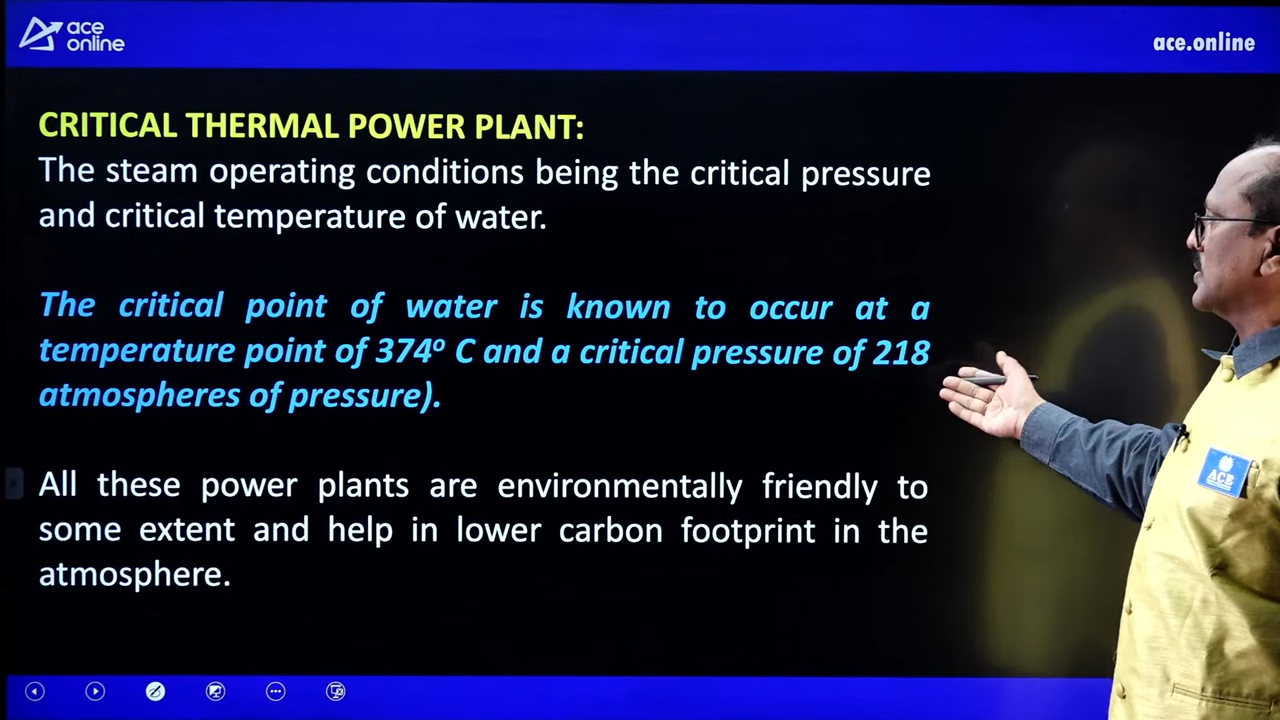 ace
online
ace.online
CRITICAL THERMAL POWER PLANT:
The steam operating conditions being the critical pressure
and critical temperature of water.
The critical point of water is known to occur at a
temperature point of 374⁰ C and a critical pressure of 218
atmospheres of pressure).
All these power plants are environmentally friendly to
some extent and help in lower carbon footprint in the
atmosphere.
ACE